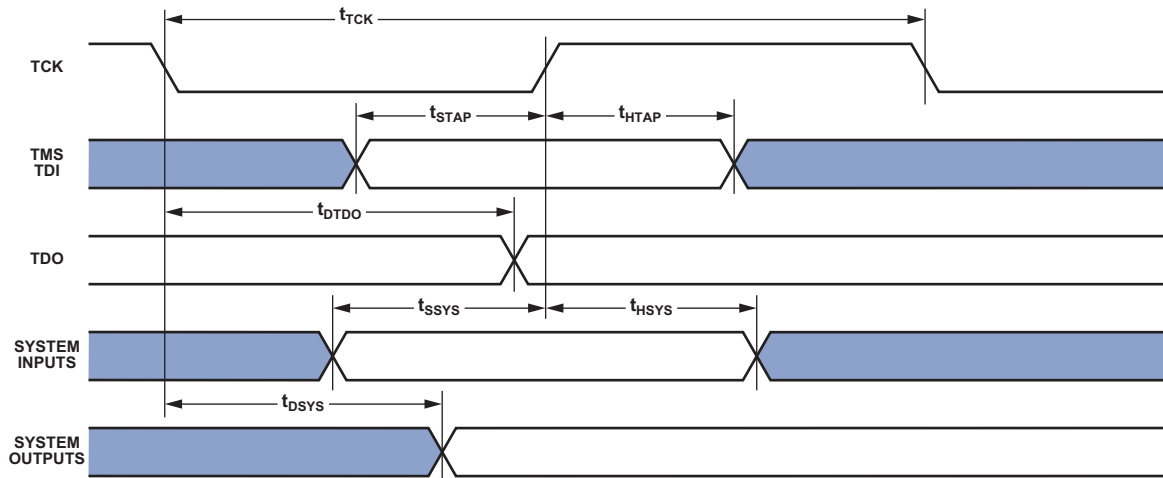 tTCK
TCK
tSTAP
tHTAP
TMS
TDI
tDTDO
TDO
tSSYS
tHSYS
SYSTEM
INPUTS
tDSYS
SYSTEM
OUTPUTS